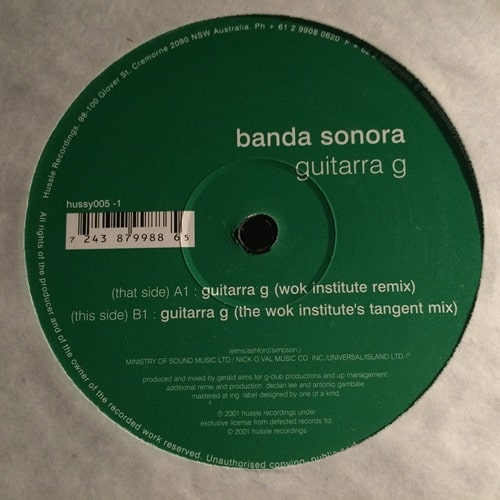 Hussle Recordings, 98-100 Glover St, Cremorne 2090 NSW Australia. Ph + 61 2 9908 0620
banda sonora
guitarra g
hussy005 -1
7 243 879988 6 5
(that side) A1 : guitarra g (wok institute remix)
(this side) B1 : guitarra g (the wok institute's tangent mix)
(elms/ashford/simpson.)
MINISTRY OF SOUND MUSIC LTD./ NICK O VAL MUSIC CO. INC./UNIVERSAL/ISLAND LTD.
produced and mixed by gerald elms for g-club productions and up management.
additional remix and production declan lee and antonio gambale.
mastered at ing. label designed by one of a kind.
℗ 2001 hussle recordings under
exclusive license from defected records ltd.
© 2001 hussle recordings
All rights of the producer and of the owner of the recorded work reserved. Unauthorised copying, public